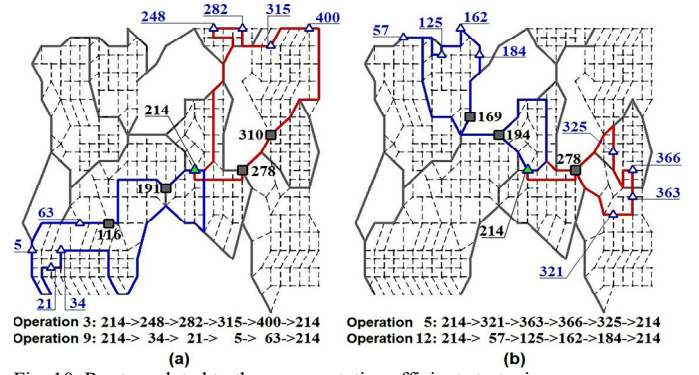 248 282 315 400
214
310
278
191
63
116
5
21 34
Operation 3: 214->248->282->315->400->214
Operation 9: 214-> 34-> 21-> 5-> 63->214
(a)
57 125 162
184
169
194
325
278
366
363
214
321
Operation 5: 214->321->363->366->325->214
Operation 12: 214-> 57->125->162->184->214
(b)